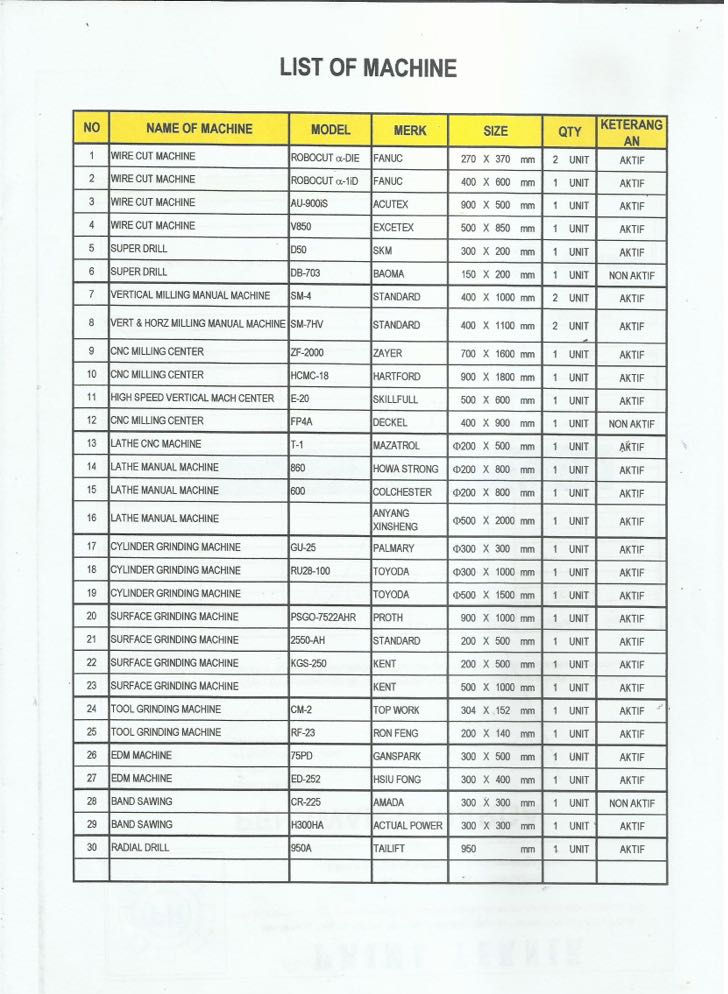 LIST OF MACHINE
NO NAME OF MACHINE MODEL MERK SIZE QTY KETERANG AN
1 WIRE CUT MACHINE ROBOCUT α-DIE FANUC 270 X 370 mm 2 UNIT AKTIF
2 WIRE CUT MACHINE ROBOCUT α-1iD FANUC 400 X 600 mm 1 UNIT AKTIF
3 WIRE CUT MACHINE AU-900iS ACUTEX 900 X 500 mm 1 UNIT AKTIF
4 WIRE CUT MACHINE V850 EXCETEX 500 X 850 mm 1 UNIT AKTIF
5 SUPER DRILL D50 SKM 300 X 200 mm 1 UNIT AKTIF
6 SUPER DRILL DB-703 BAOMA 150 X 200 mm 1 UNIT NON AKTIF
7 VERTICAL MILLING MANUAL MACHINE SM-4 STANDARD 400 X 1000 mm 2 UNIT AKTIF
8 VERT & HORZ MILLING MANUAL MACHINE SM-7HV STANDARD 400 X 1100 mm 2 UNIT AKTIF
9 CNC MILLING CENTER ZF-2000 ZAYER 700 X 1600 mm 1 UNIT AKTIF
10 CNC MILLING CENTER HCMC-18 HARTFORD 900 X 1800 mm 1 UNIT AKTIF
11 HIGH SPEED VERTICAL MACH CENTER E-20 SKILLFULL 500 X 600 mm 1 UNIT AKTIF
12 CNC MILLING CENTER FP4A DECKEL 400 X 900 mm 1 UNIT NON AKTIF
13 LATHE CNC MACHINE T-1 MAZATROL Φ200 X 500 mm 1 UNIT AKTIF
14 LATHE MANUAL MACHINE 860 HOWA STRONG Φ200 X 800 mm 1 UNIT AKTIF
15 LATHE MANUAL MACHINE 600 COLCHESTER Φ200 X 800 mm 1 UNIT AKTIF
16 LATHE MANUAL MACHINE ANYANG XINSHENG Φ500 X 2000 mm 1 UNIT AKTIF
17 CYLINDER GRINDING MACHINE GU-25 PALMARY Φ300 X 300 mm 1 UNIT AKTIF
18 CYLINDER GRINDING MACHINE RU28-100 TOYODA Φ300 X 1000 mm 1 UNIT AKTIF
19 CYLINDER GRINDING MACHINE TOYODA Φ500 X 1500 mm 1 UNIT AKTIF
20 SURFACE GRINDING MACHINE PSGO-7522AHR PROTH 900 X 1000 mm 1 UNIT AKTIF
21 SURFACE GRINDING MACHINE 2550-AH STANDARD 200 X 500 mm 1 UNIT AKTIF
22 SURFACE GRINDING MACHINE KGS-250 KENT 200 X 500 mm 1 UNIT AKTIF
23 SURFACE GRINDING MACHINE KENT 500 X 1000 mm 1 UNIT AKTIF
24 TOOL GRINDING MACHINE CM-2 TOP WORK 304 X 152 mm 1 UNIT AKTIF
25 TOOL GRINDING MACHINE RF-23 RON FENG 200 X 140 mm 1 UNIT AKTIF
26 EDM MACHINE 75PD GANSPARK 300 X 500 mm 1 UNIT AKTIF
27 EDM MACHINE ED-252 HSIU FONG 300 X 400 mm 1 UNIT AKTIF
28 BAND SAWING CR-225 AMADA 300 X 300 mm 1 UNIT NON AKTIF
29 BAND SAWING H300HA ACTUAL POWER 300 X 300 mm 1 UNIT AKTIF
30 RADIAL DRILL 950A TAILIFT 950 mm 1 UNIT AKTIF